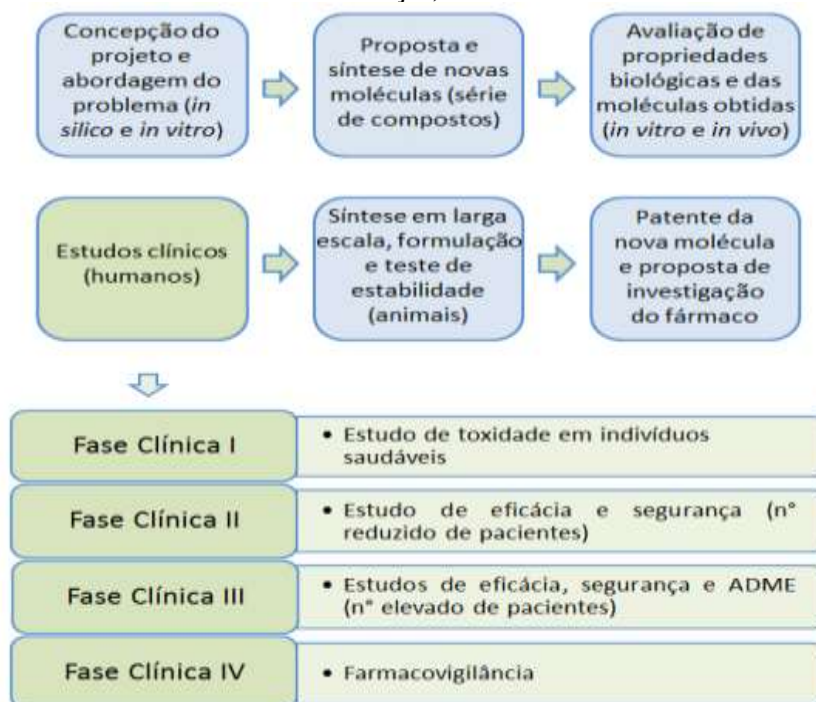 Concepção do
projeto e
abordagem do
problema (in
silico e in vitro)
Proposta e
síntese de novas
moléculas (série
de compostos)
Avaliação de
propriedades
biológicas e das
moléculas obtidas
(in vitro e in vivo)
Estudos clínicos
(humanos)
Síntese em larga
escala, formulação
e teste de
estabilidade
(animais)
Patente da
nova molécula
e proposta de
investigação
do fármaco
Fase Clínica I
• Estudo de toxidade em indivíduos
saudáveis
Fase Clínica II
• Estudo de eficácia e segurança (n°
reduzido de pacientes)
Fase Clínica III
• Estudos de eficácia, segurança e ADME
(n° elevado de pacientes)
Fase Clínica IV
• Farmacovigilância